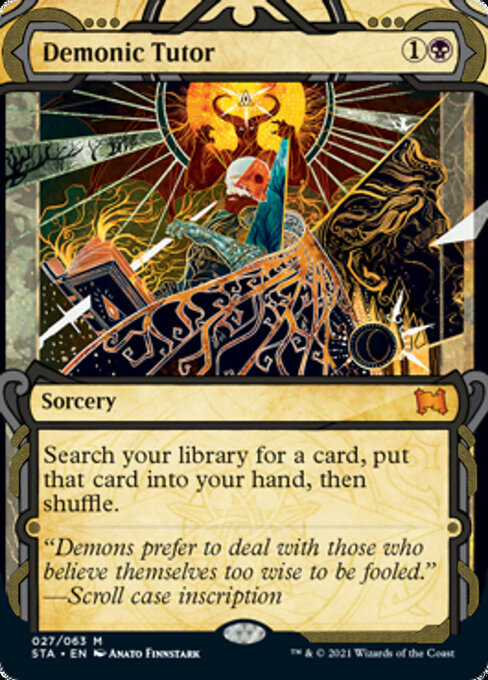 Demonic Tutor 1
Sorcery
Search your library for a card, put
that card into your hand, then
shuffle.
“Demons prefer to deal with those who
believe themselves too wise to be fooled.”
—Scroll case inscription
027/063 M
STA • EN Anato Finnstark
™ & © 2021 Wizards of the Coast